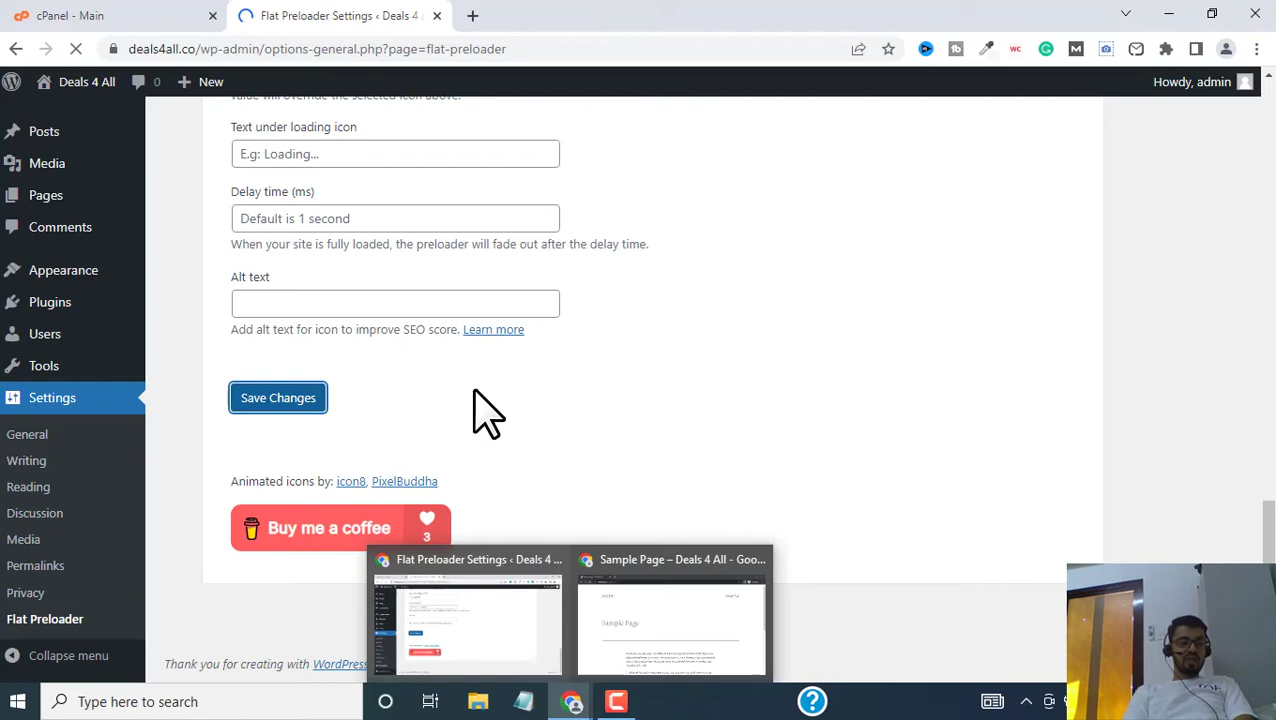 cPanel - Main
Flat Preloader Settings ‹ Deals 4
deals4all.co/wp-admin/options-general.php?page=flat-preloader
Deals 4 All
0
New
Howdy, admin
value will override the selected icon above.
Posts
Media
Pages
Comments
Appearance
Plugins
Users
Tools
Settings
General
Writing
Reading
Discussion
Media
Privacy
Flat Preloader
Collapse menu
Text under loading icon
E.g: Loading...
Delay time (ms)
Default is 1 second
When your site is fully loaded, the preloader will fade out after the delay time.
Alt text
Add alt text for icon to improve SEO score. Learn more
Save Changes
Animated icons by: icon8, PixelBuddha
Buy me a coffee
3
Flat Preloader Settings ‹ Deals 4 ...
Sample Page – Deals 4 All - Goo...
Sample Page
Thank you for creating with WordPress
Type here to search